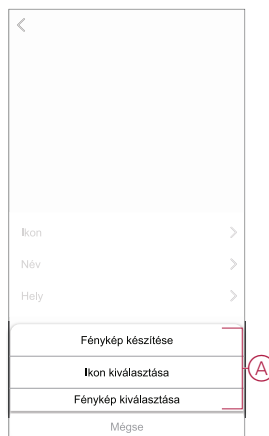 Ikon
Név
Hely
Fénykép készítése
Ikon kiválasztása
Fénykép kiválasztása
A
Mégse